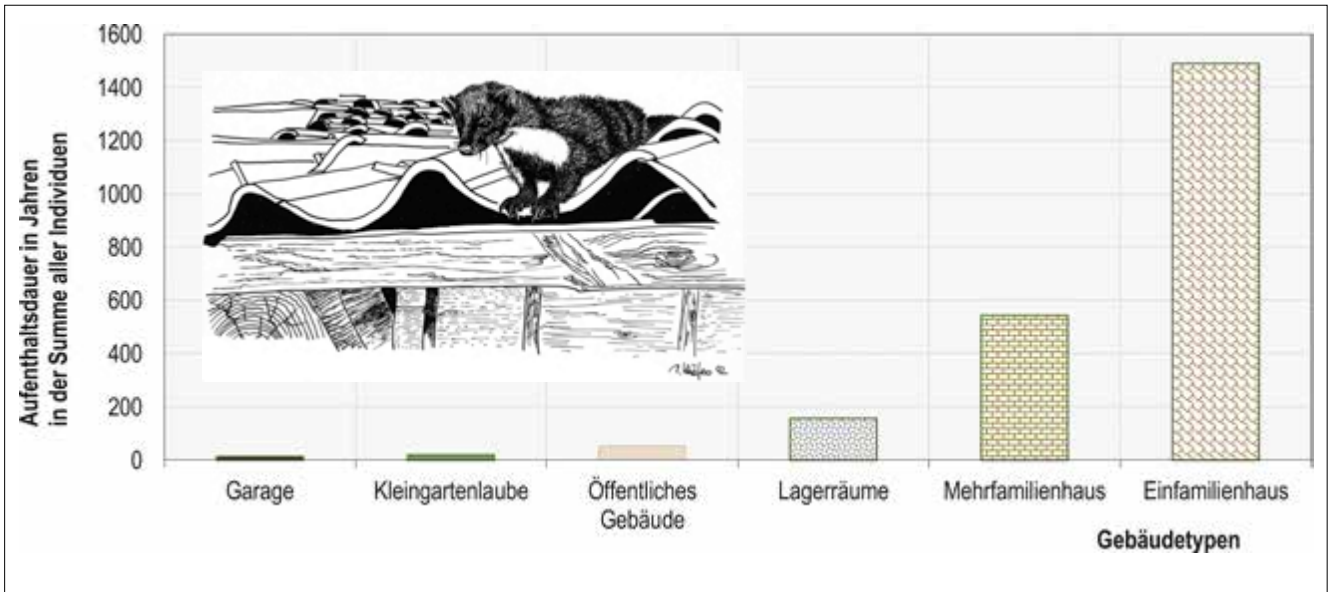 1600
1400
1200
1000
800
600
400
200
0
Aufenthaltsdauer in Jahren
in der Summe aller Individuen
Garage
Kleingartenlaube
Öffentliches
Gebäude
Lagerräume
Mehrfamilienhaus
Einfamilienhaus
Gebäudetypen